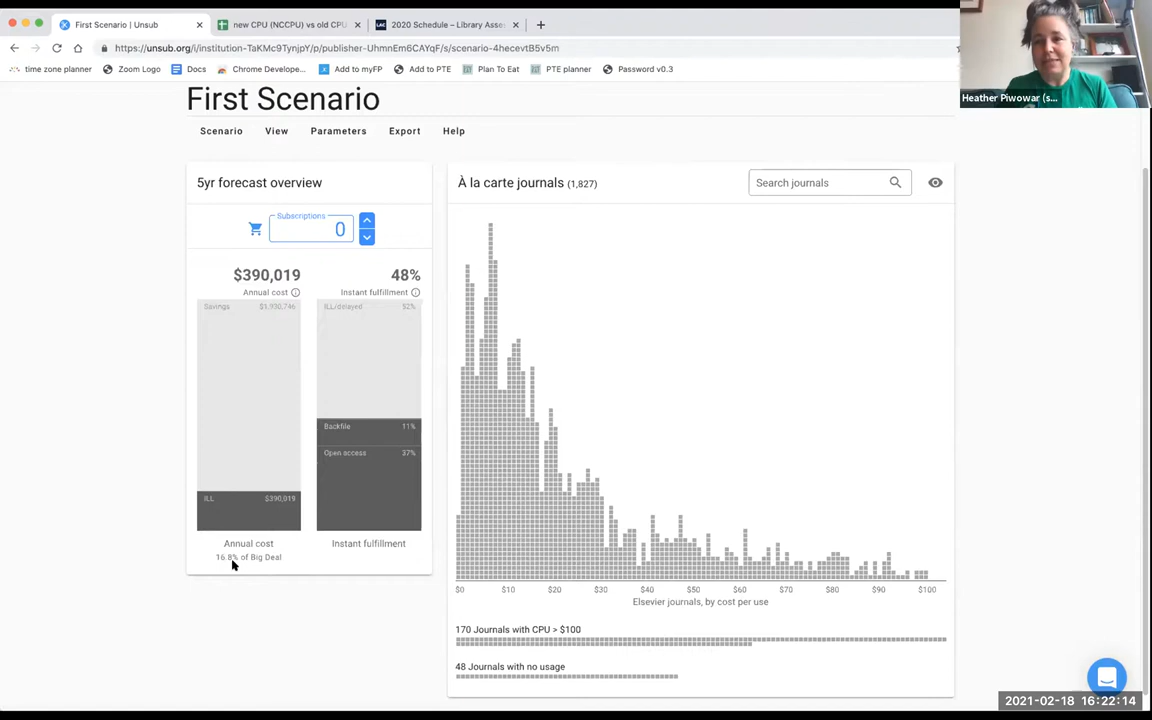 First Scenario | Unsub
new CPU (NCCPU) vs old CPU
2020 Schedule – Library Asse
https://unsub.org/i/institution-TaKMc9TynjpY/p/publisher-UhmnEm6CAYqF/s/scenario-4hecevtB5v5m
time zone planner
Zoom Logo
Docs
Chrome Develope...
Add to myFP
Add to PTE
Plan To Eat
PTE planner
Password v0.3
Heather Piwowar (s...
First Scenario
Scenario
View
Parameters
Export
Help
5yr forecast overview
Subscriptions
0
$390,019
Annual cost
48%
Instant fulfillment
Savings $1,930,746
ILL $390,019
Annual cost
16.8% of Big Deal
ILL/delayed 52%
Backfile 11%
Open access 37%
Instant fulfillment
À la carte journals (1,827)
Search journals
$0 $10 $20 $30 $40 $50 $60 $70 $80 $90 $100
Elsevier journals, by cost per use
170 Journals with CPU > $100
48 Journals with no usage
2021-02-18 16:22:14